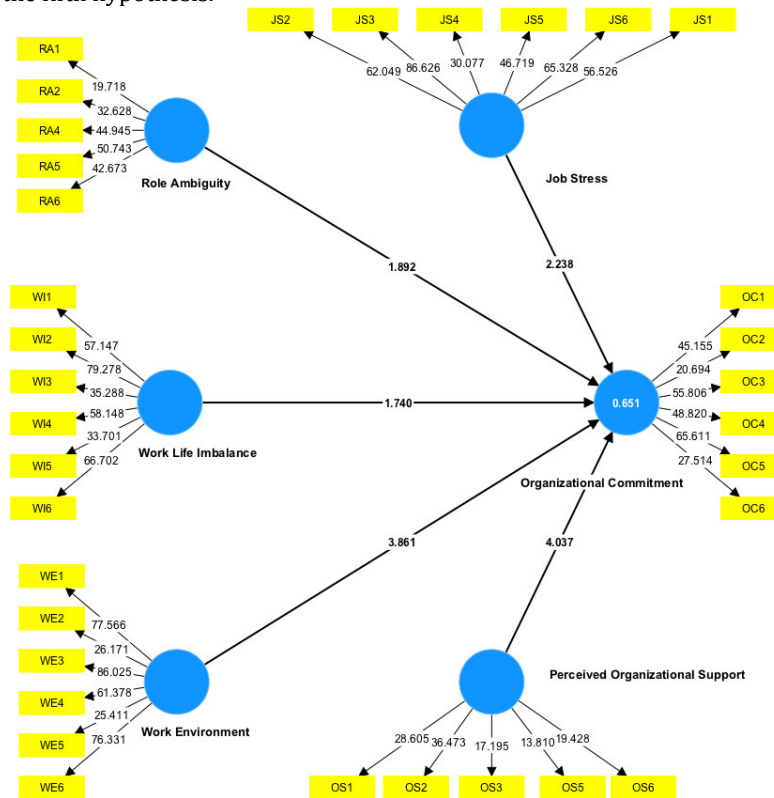 the fifth hypothesis.
JS2 JS3 JS4 JS5 JS6 JS1
62.049 86.626 30.077 46.719 65.328 56.526
Job Stress
RA1
RA2
RA4
RA5
RA6
19.718
32.628
44.945
50.743
42.673
Role Ambiguity
1.892
2.238
WI1
WI2
WI3
WI4
WI5
WI6
57.147
79.278
35.288
58.148
33.701
66.702
Work Life Imbalance
1.740
0.651
Organizational Commitment
OC1
OC2
OC3
OC4
OC5
OC6
45.155
20.694
55.806
48.820
65.611
27.514
3.861
4.037
WE1
WE2
WE3
WE4
WE5
WE6
77.566
26.171
86.025
61.378
25.411
76.331
Work Environment
Perceived Organizational Support
28.605 36.473 17.195 13.810 19.428
OS1 OS2 OS3 OS5 OS6